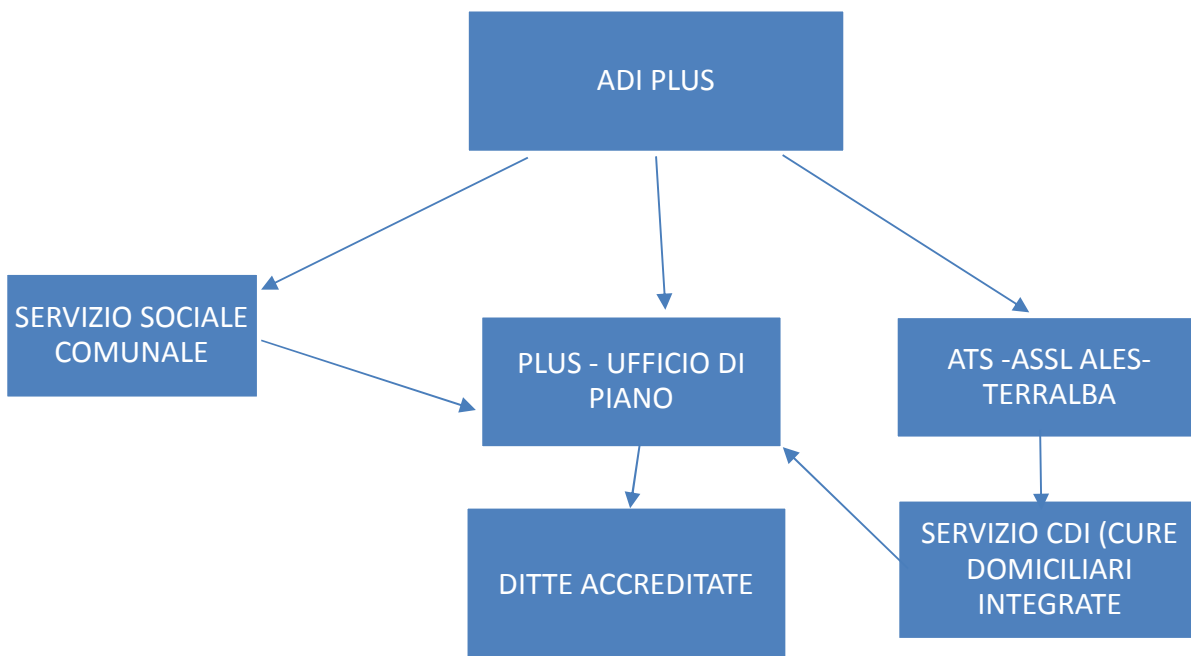 ADI PLUS
SERVIZIO SOCIALE
COMUNALE
PLUS - UFFICIO DI
PIANO
ATS -ASSL ALES-
TERRALBA
DITTE ACCREDITATE
SERVIZIO CDI (CURE
DOMICILIARI
INTEGRATE